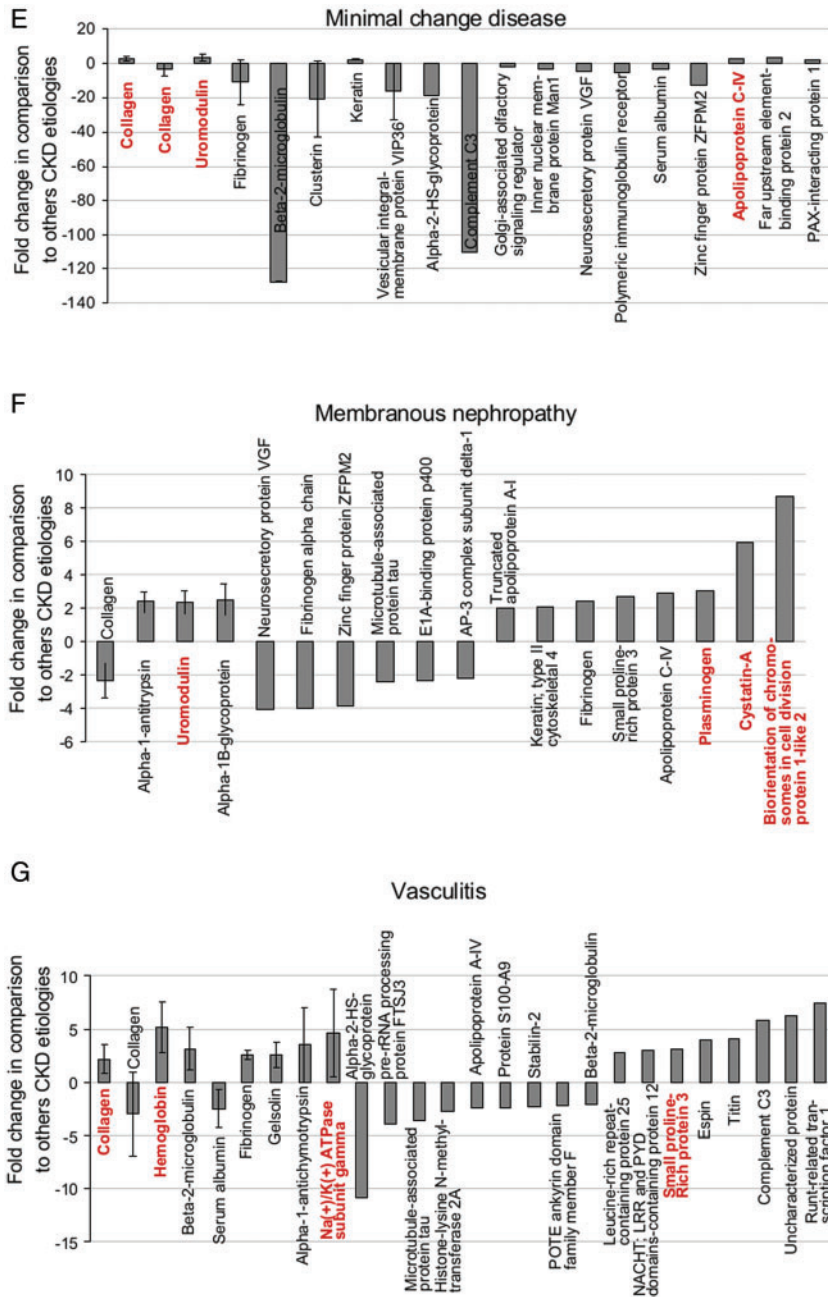 E
Minimal change disease
Fold change in comparison
to others CKD etiologies
20
0
-20
-40
-60
-80
-100
-120
-140
Collagen
Collagen
Uromodulin
Fibrinogen
Beta-2-microglobulin
Clusterin
Keratin
Vesicular integral-
membrane protein VIP36
Alpha-2-HS-glycoprotein
Complement C3
Golgi-associated olfactory
signaling regulator
Inner nuclear mem-
brane protein Man1
Neurosecretory protein VGF
Polymeric immunoglobulin receptor
Serum albumin
Zinc finger protein ZFPM2
Apolipoprotein C-IV
Far upstream element-
binding protein 2
PAX-interacting protein 1
F
Membranous nephropathy
Fold change in comparison
to others CKD etiologies
10
8
6
4
2
0
-2
-4
-6
Collagen
Alpha-1-antitrypsin
Uromodulin
Alpha-1B-glycoprotein
Neurosecretory protein VGF
Fibrinogen alpha chain
Zinc finger protein ZFPM2
Microtubule-associated
protein tau
E1A-binding protein p400
AP-3 complex subunit delta-1
Truncated
apolipoprotein A-I
Keratin; type II
cytoskeletal 4
Fibrinogen
Small proline-
rich protein 3
Apolipoprotein C-IV
Plasminogen
Cystatin-A
Biorientation of chromo-
somes in cell division
protein 1-like 2
G
Vasculitis
Fold change in comparison
to others CKD etiologies
10
5
0
-5
-10
-15
Collagen
Collagen
Hemoglobin
Beta-2-microglobulin
Serum albumin
Fibrinogen
Gelsolin
Alpha-1-antichymotrypsin
Na(+)/K(+) ATPase
subunit gamma
Alpha-2-HS-
glycoprotein
pre-rRNA processing
protein FTSJ3
Microtubule-associated
protein tau
Histone-lysine N-methyl-
transferase 2A
Apolipoprotein A-IV
Protein S100-A9
Stabilin-2
POTE ankyrin domain
family member F
Beta-2-microglobulin
Leucine-rich repeat-
containing protein 25
NACHT; LRR and PYD
domains-containing protein 12
Small proline-
Rich protein 3
Espin
Titin
Complement C3
Uncharacterized protein
Runt-related tran-
scription factor 1